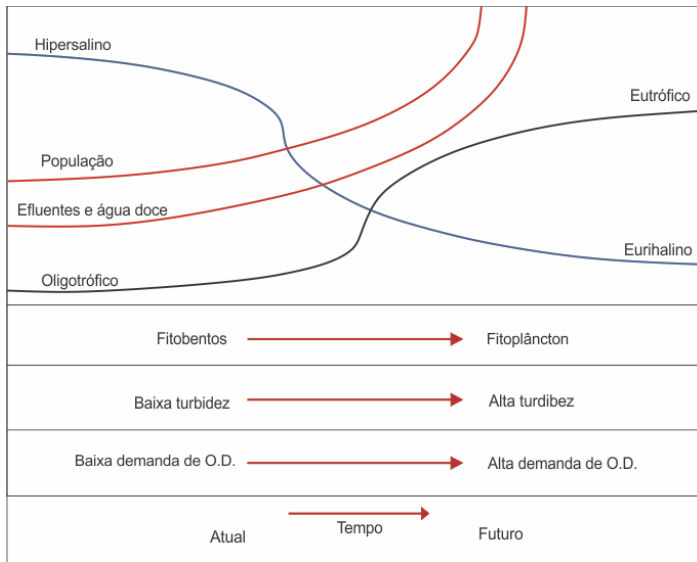 Hipersalino
Eutrófico
População
Efluentes e água doce
Eurihalino
Oligotrófico
Fitobentos Fitoplâncton
Baixa turbidez Alta turdibez
Baixa demanda de O.D. Alta demanda de O.D.
Atual Tempo Futuro